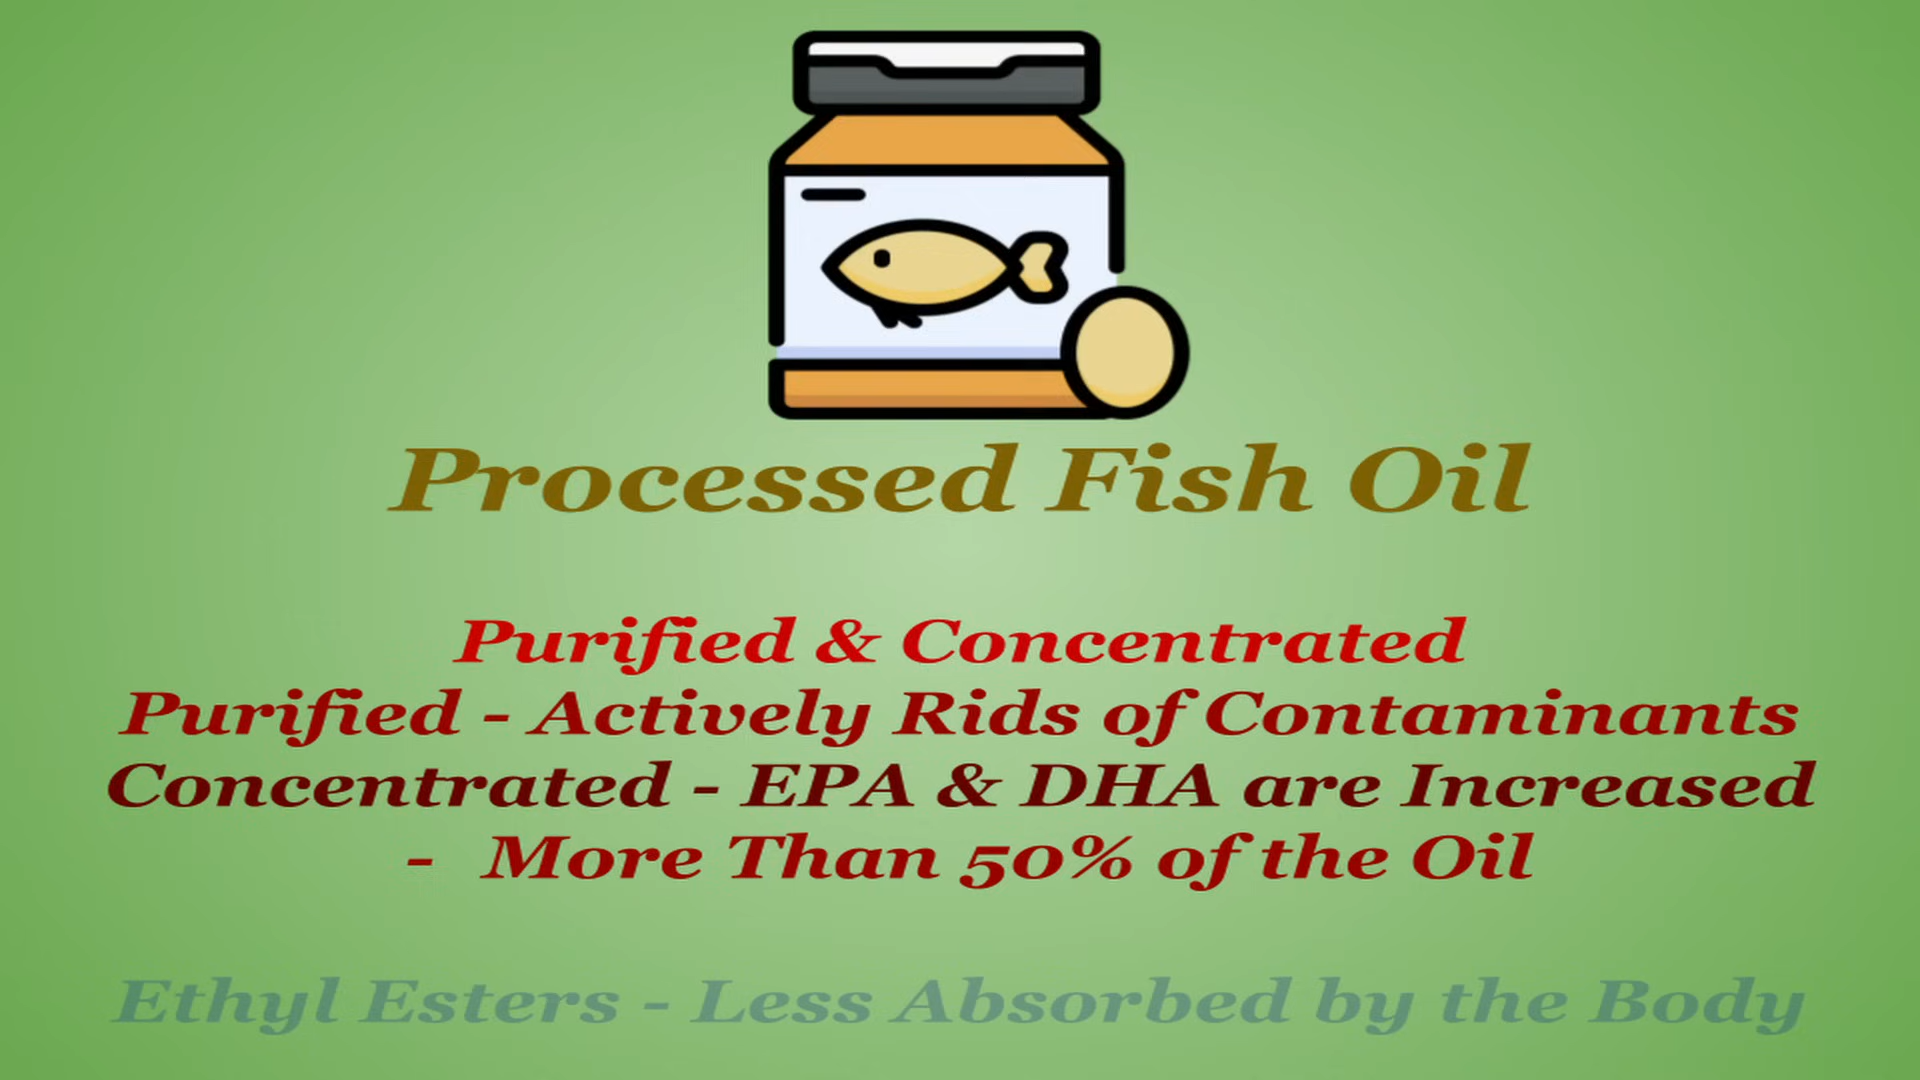 Processed Fish Oil
Purified & Concentrated
Purified - Actively Rids of Contaminants
Concentrated - EPA & DHA are Increased
- More Than 50% of the Oil
Ethyl Esters - Less Absorbed by the Body